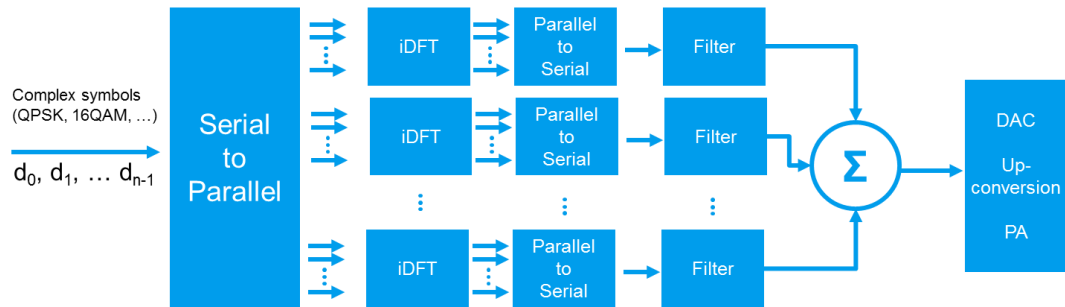 Complex symbols
(QPSK, 16QAM, …)
d0, d1, … dn-1
Serial
to
Parallel
iDFT
Parallel
to
Serial
Filter
iDFT
Parallel
to
Serial
Filter
iDFT
Parallel
to
Serial
Filter
Σ
DAC
Up-
conversion
PA